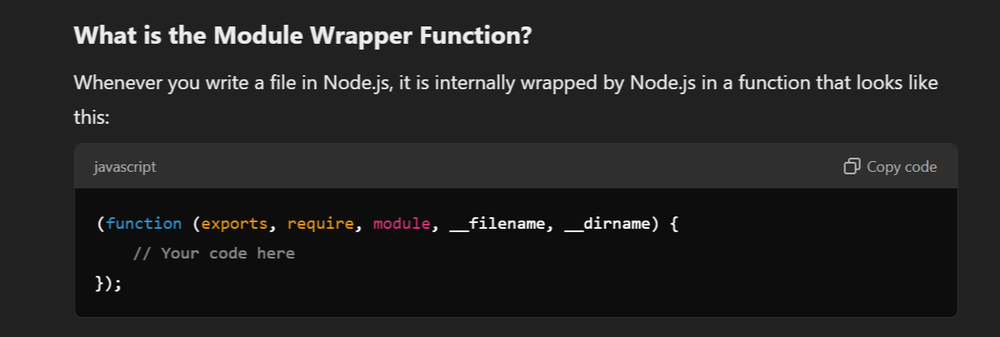 What is the Module Wrapper Function?
Whenever you write a file in Node.js, it is internally wrapped by Node.js in a function that looks like
this:
javascript
Copy code
(function (exports, require, module, __filename, __dirname) {
    // Your code here
});